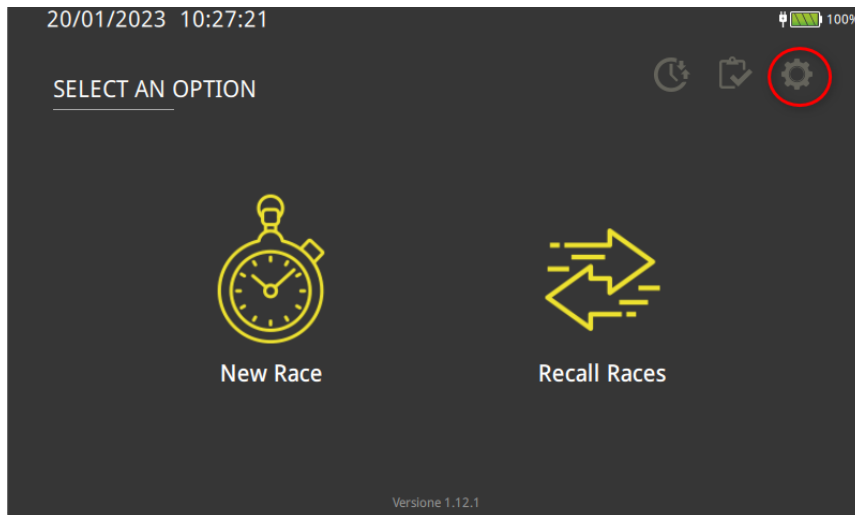 20/01/2023 10:27:21
100%
SELECT AN OPTION
New Race
Recall Races
Versione 1.12.1